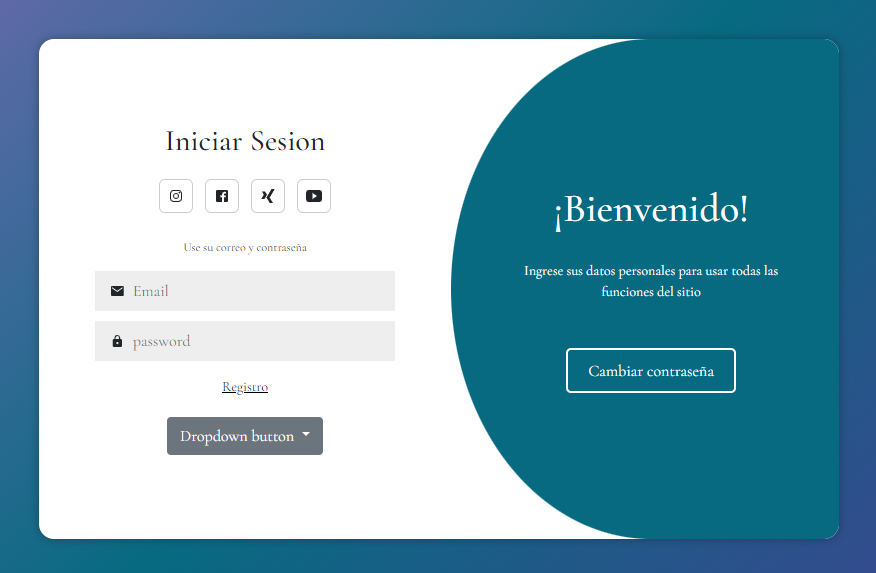 Iniciar Sesion
Use su correo y contraseña
Email
password
Registro
Dropdown button
¡Bienvenido!
Ingrese sus datos personales para usar todas las
funciones del sitio
Cambiar contraseña